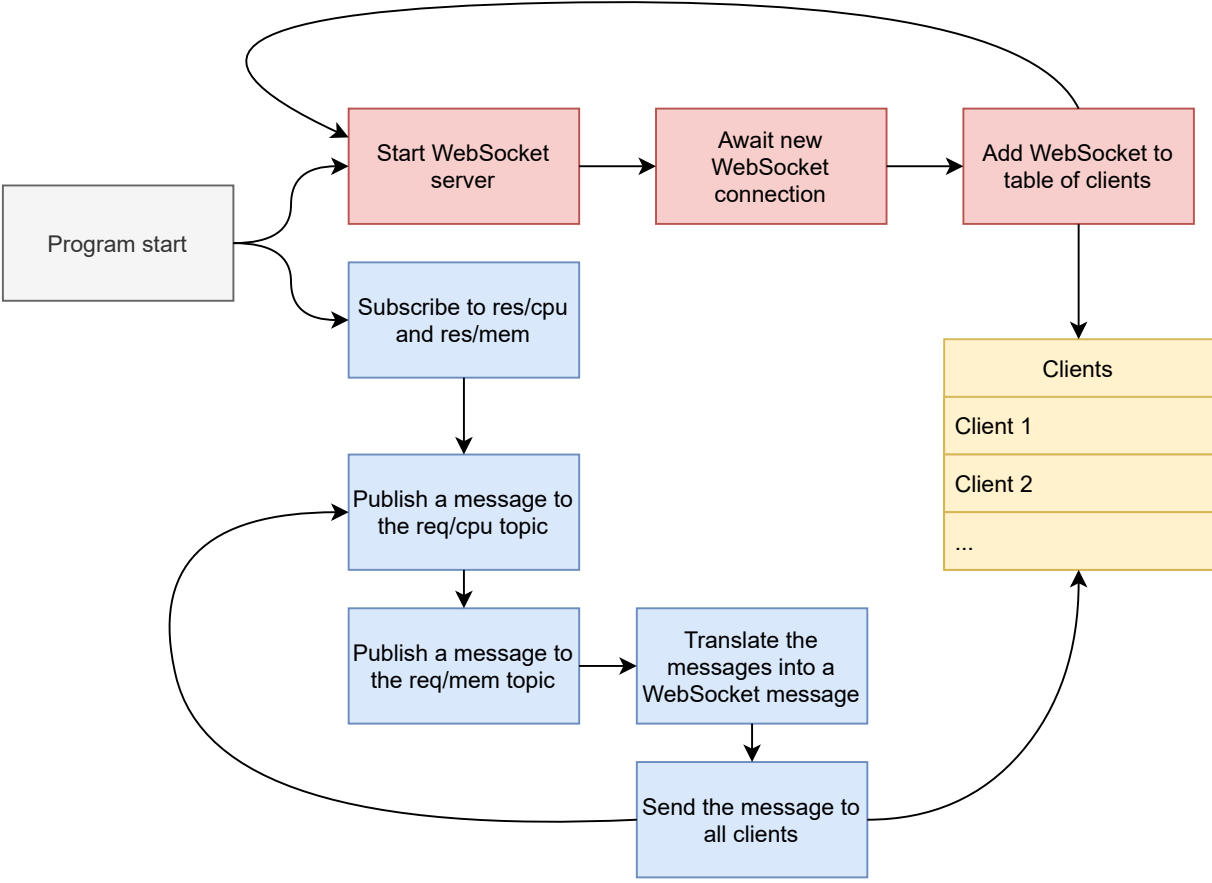 Start WebSocket
server
Await new
WebSocket
connection
Add WebSocket to
table of clients
Program start
Subscribe to res/cpu
and res/mem
Clients
Client 1
Client 2
...
Publish a message to
the req/cpu topic
Publish a message to
the req/mem topic
Translate the
messages into a
WebSocket message
Send the message to
all clients